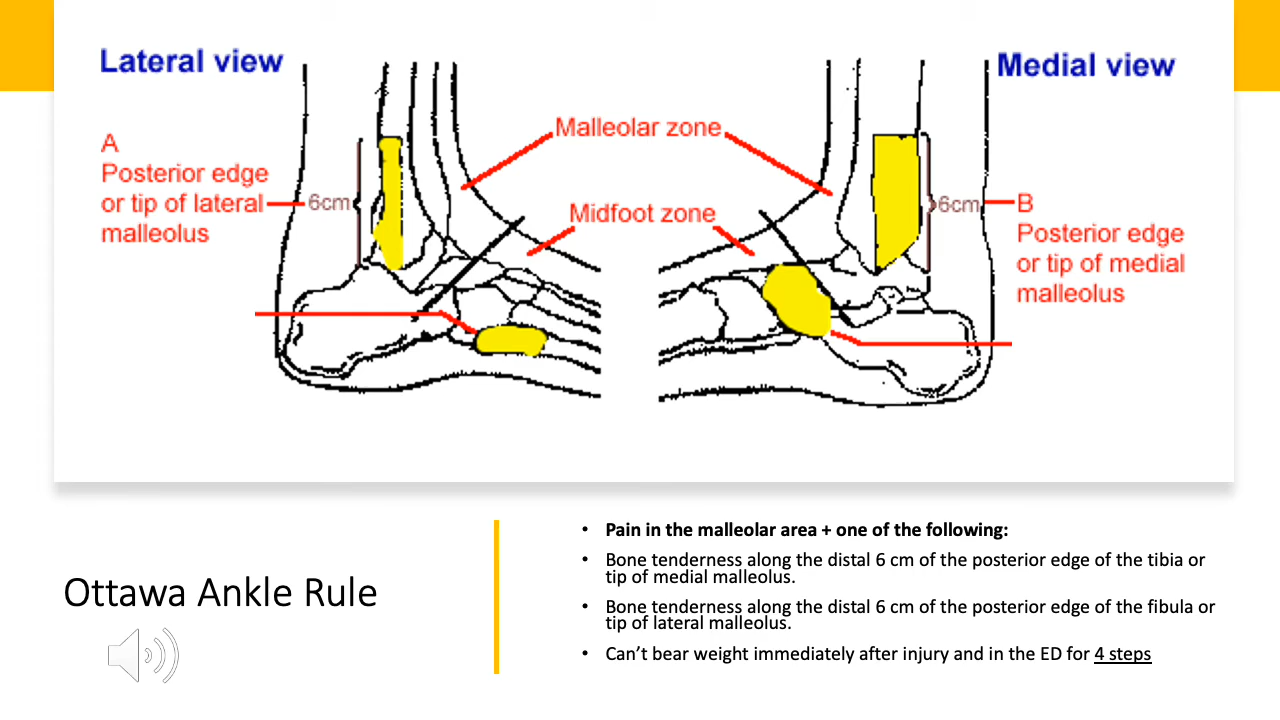 Lateral view
Medial view
A
Posterior edge
or tip of lateral
malleolus
6cm
Malleolar zone
Midfoot zone
6cm
B
Posterior edge
or tip of medial
malleolus
Ottawa Ankle Rule
• Pain in the malleolar area + one of the following:
• Bone tenderness along the distal 6 cm of the posterior edge of the tibia or
tip of medial malleolus.
• Bone tenderness along the distal 6 cm of the posterior edge of the fibula or
tip of lateral malleolus.
• Can’t bear weight immediately after injury and in the ED for 4 steps